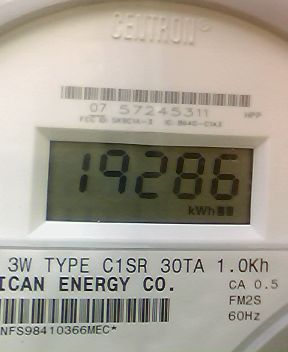 CENTRON®
07 57245311 HPP
19286
kWh
3W TYPE C1SR 30TA 1.0Kh
ICAN ENERGY CO. CA 0.5
FM2S
NFS98410366MEC* 60Hz